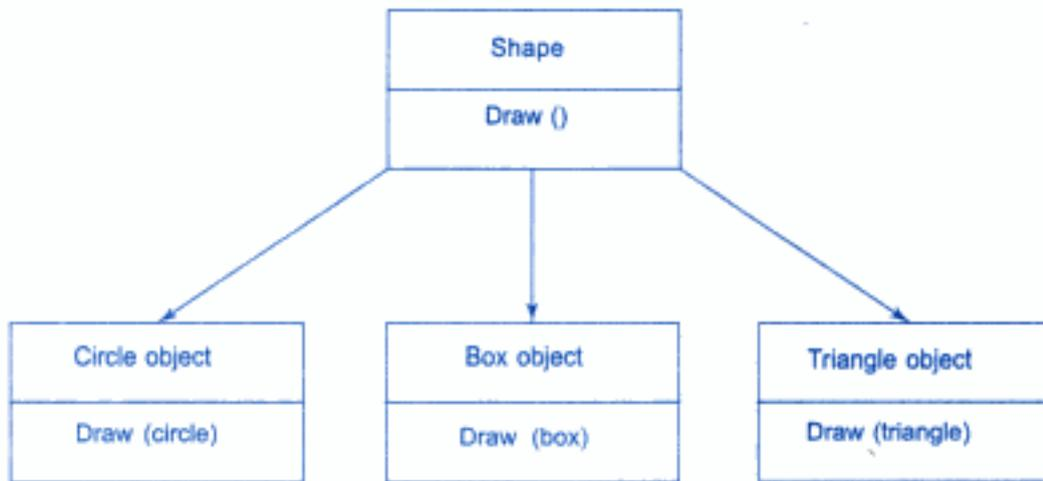 Shape
Draw ()
Circle object
Draw (circle)
Box object
Draw (box)
Triangle object
Draw (triangle)